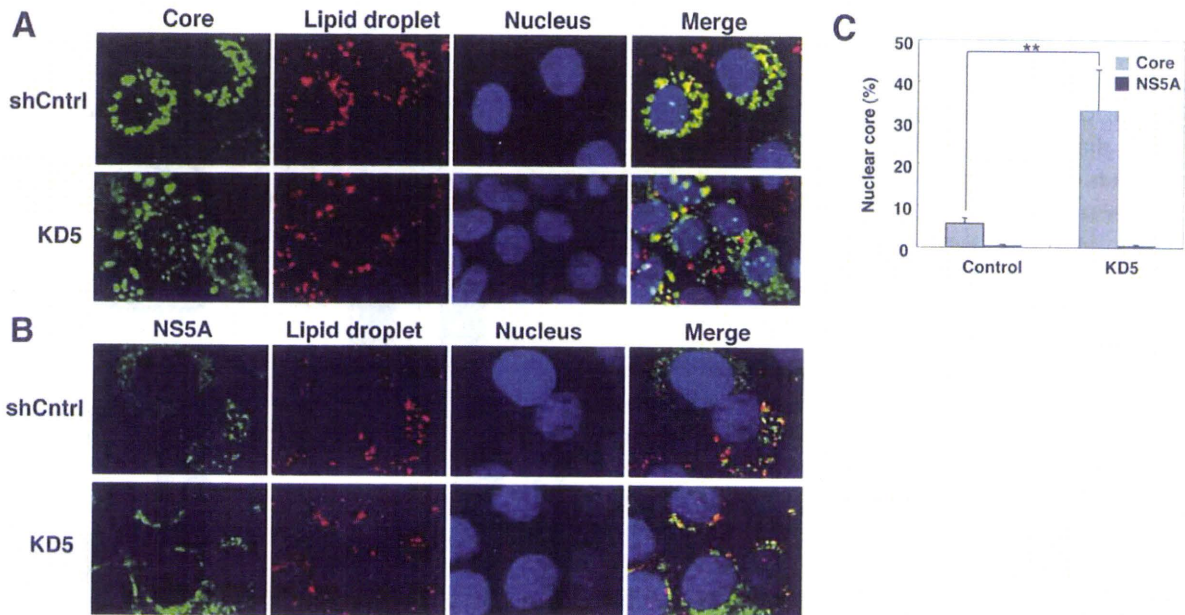 A
Core
Lipid droplet
Nucleus
Merge
shCntrl
KD5
B
NS5A
Lipid droplet
Nucleus
Merge
shCntrl
KD5
C
**
Core
NS5A
Nuclear core (%)
50
40
30
20
10
0
Control
KD5